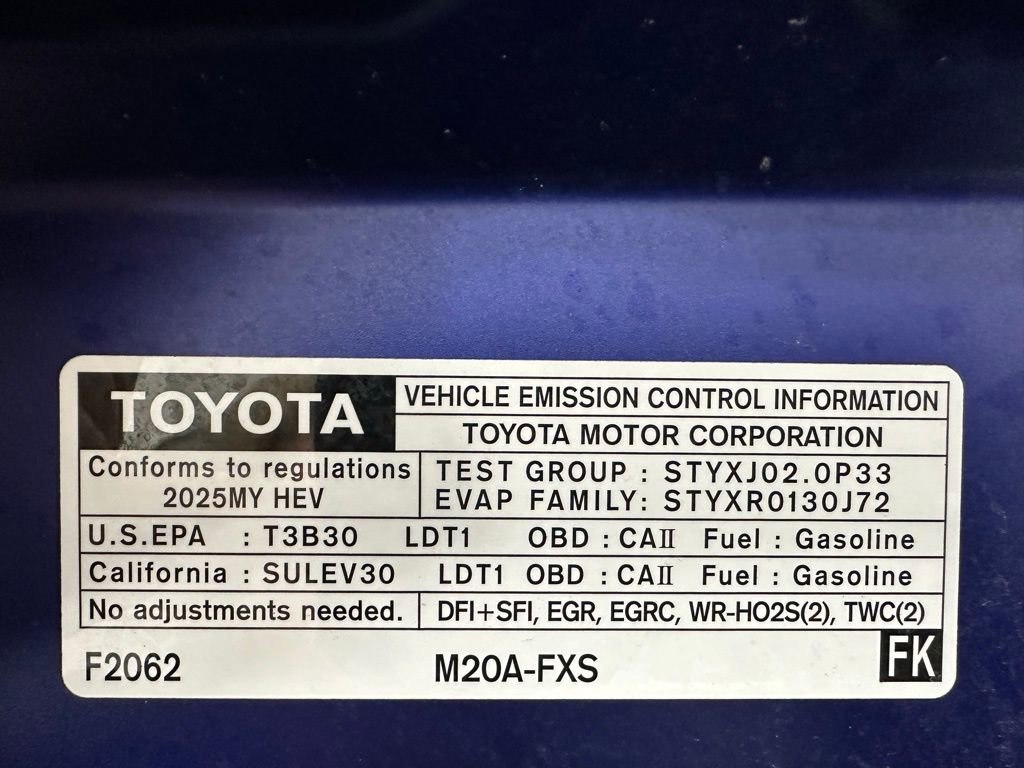 TOYOTA
VEHICLE EMISSION CONTROL INFORMATION
TOYOTA MOTOR CORPORATION
Conforms to regulations
2025MY HEV
TEST GROUP : STYXJ02.0P33
EVAP FAMILY: STYXR0130J72
U.S.EPA : T3B30 LDT1 OBD : CAⅡ Fuel : Gasoline
California : SULEV30 LDT1 OBD : CAⅡ Fuel : Gasoline
No adjustments needed. DFI+SFI, EGR, EGRC, WR-HO2S(2), TWC(2)
F2062 M20A-FXS FK